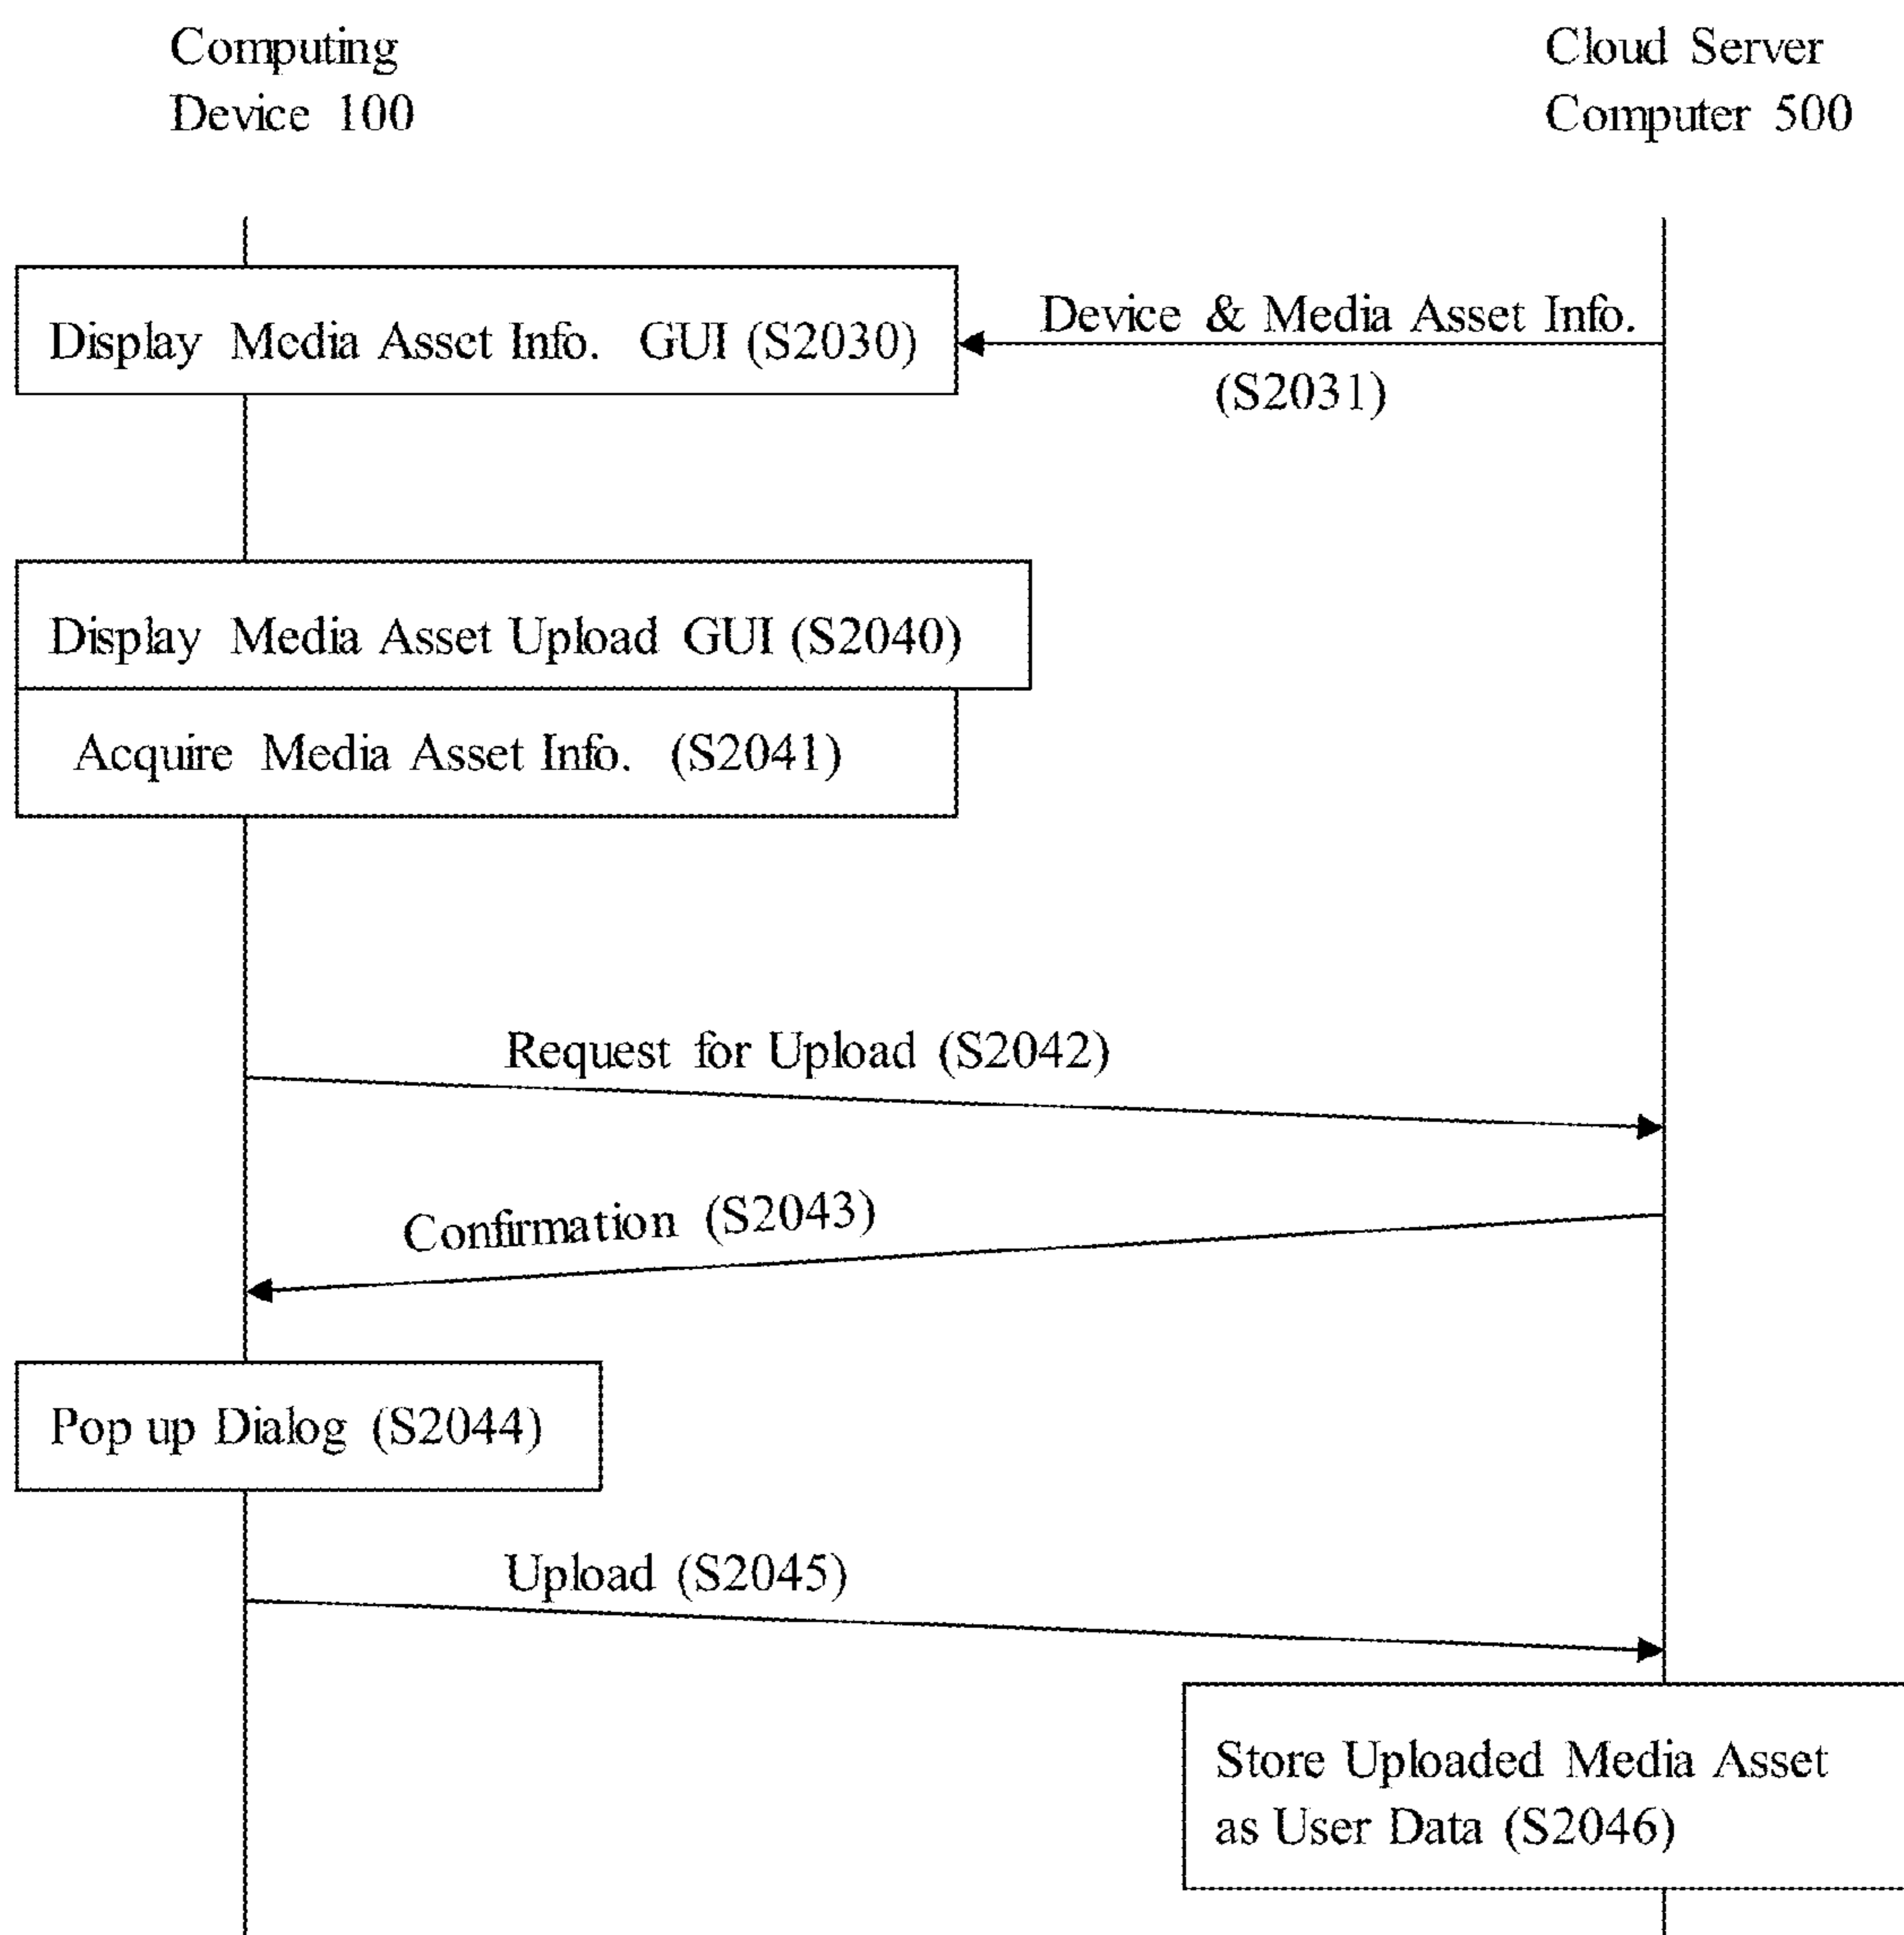 Computing
Device 100
Cloud Server
Computer 500
Display Media Asset Info. GUI (S2030)
Device & Media Asset Info.
(S2031)
Display Media Asset Upload GUI (S2040)
Acquire Media Asset Info. (S2041)
Request for Upload (S2042)
Confirmation (S2043)
Pop up Dialog (S2044)
Upload (S2045)
Store Uploaded Media Asset
as User Data (S2046)